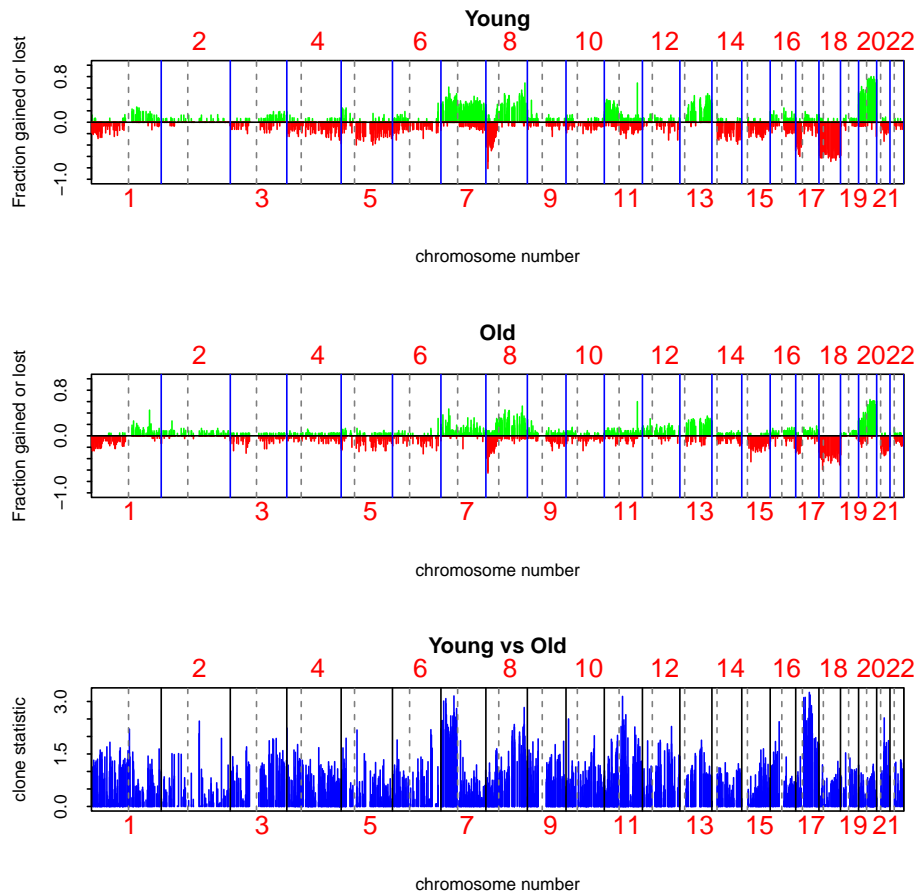 Young
2 4 6 8 10 12 14 16 18 20 22
Fraction gained or lost
0.8
0.0
−1.0
1 3 5 7 9 11 13 15 17 19 21
chromosome number
Old
2 4 6 8 10 12 14 16 18 20 22
Fraction gained or lost
0.8
0.0
−1.0
1 3 5 7 9 11 13 15 17 19 21
chromosome number
Young vs Old
2 4 6 8 10 12 14 16 18 20 22
clone statistic
3.0
1.5
0.0
1 3 5 7 9 11 13 15 17 19 21
chromosome number